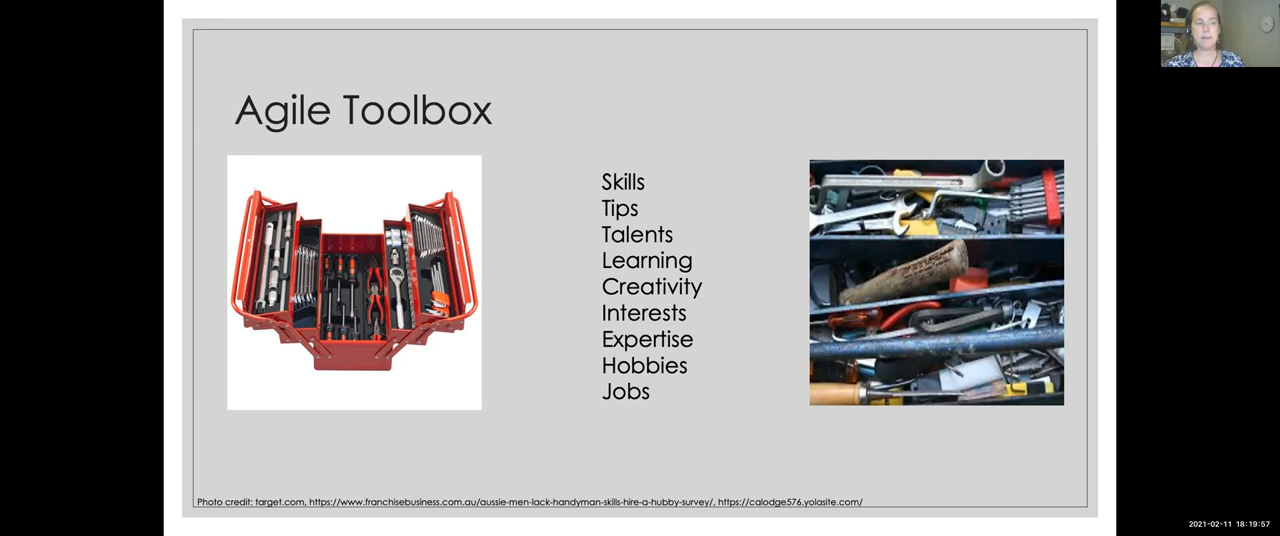 Agile Toolbox
Skills
Tips
Talents
Learning
Creativity
Interests
Expertise
Hobbies
Jobs
Photo credit: target.com, https://www.franchisebusiness.com.au/aussie-men-lack-handyman-skills-hire-a-hubby-survey/, https://calodge576.yolasite.com/
2021-02-11 18:19:57